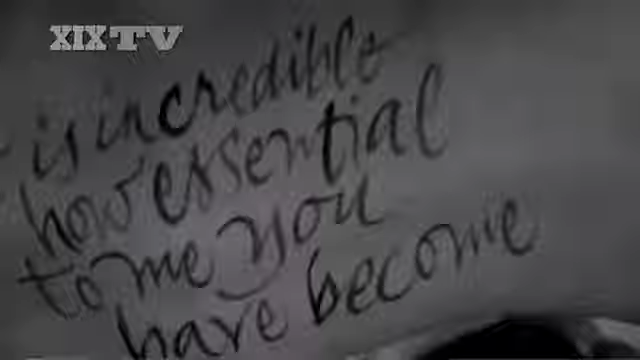 XIXTV
is incredible
how essential
to me you
have become